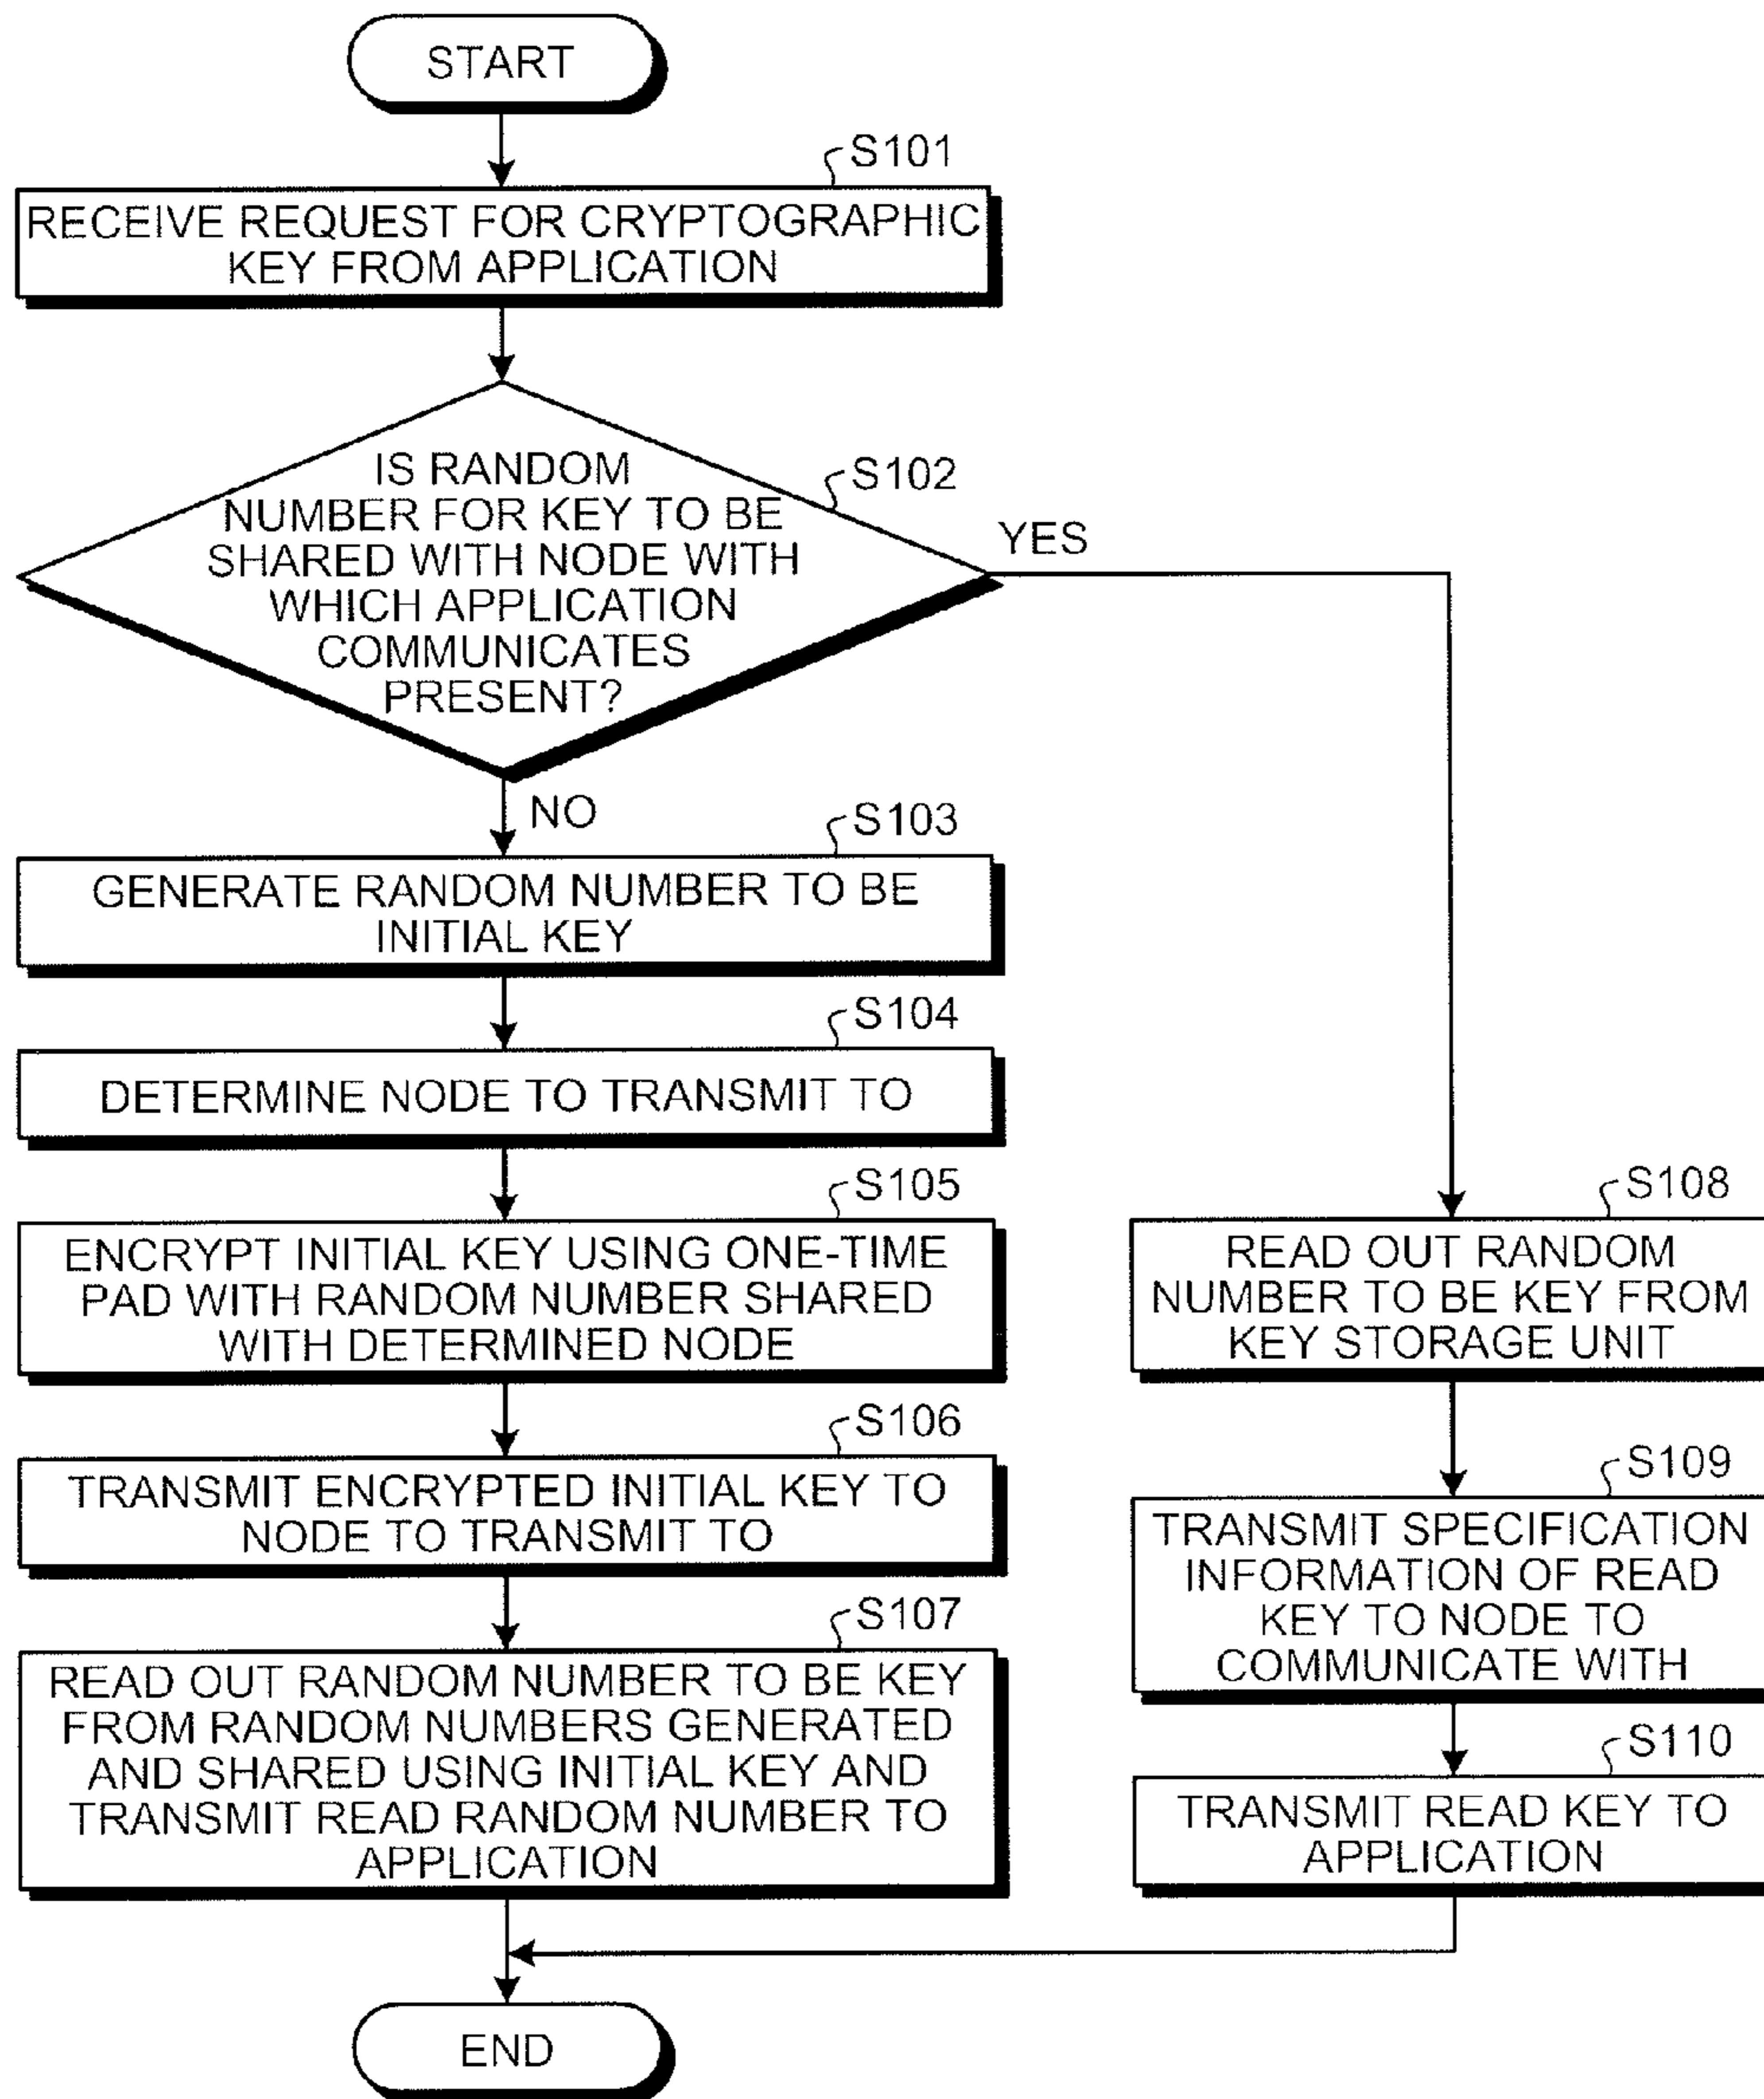 START
S101
RECEIVE REQUEST FOR CRYPTOGRAPHIC
KEY FROM APPLICATION
S102
IS RANDOM
NUMBER FOR KEY TO BE
SHARED WITH NODE WITH
WHICH APPLICATION
COMMUNICATES
PRESENT?
YES
NO
S103
GENERATE RANDOM NUMBER TO BE
INITIAL KEY
S104
DETERMINE NODE TO TRANSMIT TO
S105
ENCRYPT INITIAL KEY USING ONE-TIME
PAD WITH RANDOM NUMBER SHARED
WITH DETERMINED NODE
S106
TRANSMIT ENCRYPTED INITIAL KEY TO
NODE TO TRANSMIT TO
S107
READ OUT RANDOM NUMBER TO BE KEY
FROM RANDOM NUMBERS GENERATED
AND SHARED USING INITIAL KEY AND
TRANSMIT READ RANDOM NUMBER TO
APPLICATION
S108
READ OUT RANDOM
NUMBER TO BE KEY FROM
KEY STORAGE UNIT
S109
TRANSMIT SPECIFICATION
INFORMATION OF READ
KEY TO NODE TO
COMMUNICATE WITH
S110
TRANSMIT READ KEY TO
APPLICATION
END